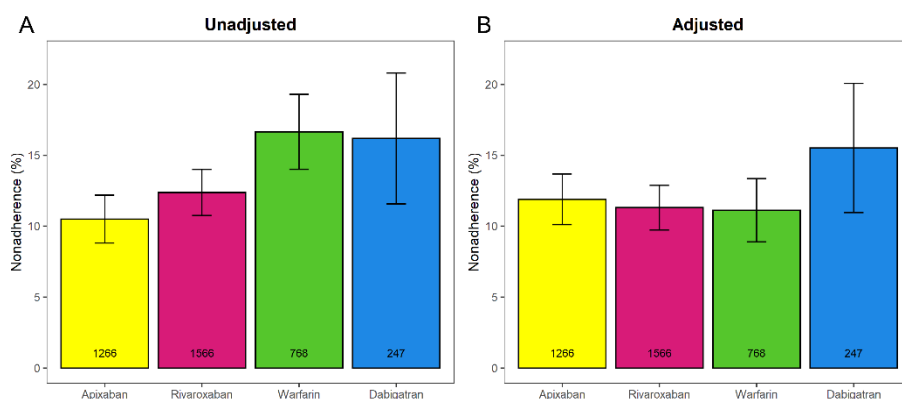 A
Unadjusted
Nonadherence (%)
20
15
10
5
0
1266
1566
768
247
Apixaban
Rivaroxaban
Warfarin
Dabigatran
B
Adjusted
Nonadherence (%)
20
15
10
5
0
1266
1566
768
247
Apixaban
Rivaroxaban
Warfarin
Dabigatran